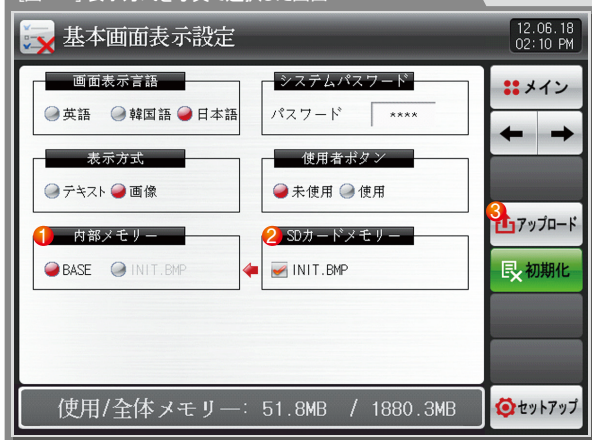 基本画面表示設定
12.06.18
02:10 PM
画面表示言語
英語 韓国語 日本語
システムパスワード
パスワード ****
表示方式
テキスト 画像
使用者ボタン
未使用 使用
1 内部メモリー
BASE INIT.BMP
2 SDカードメモリー
INIT.BMP
使用/全体メモリー: 51.8MB / 1880.3MB
メイン
3 アップロード
初期化
セットアップ